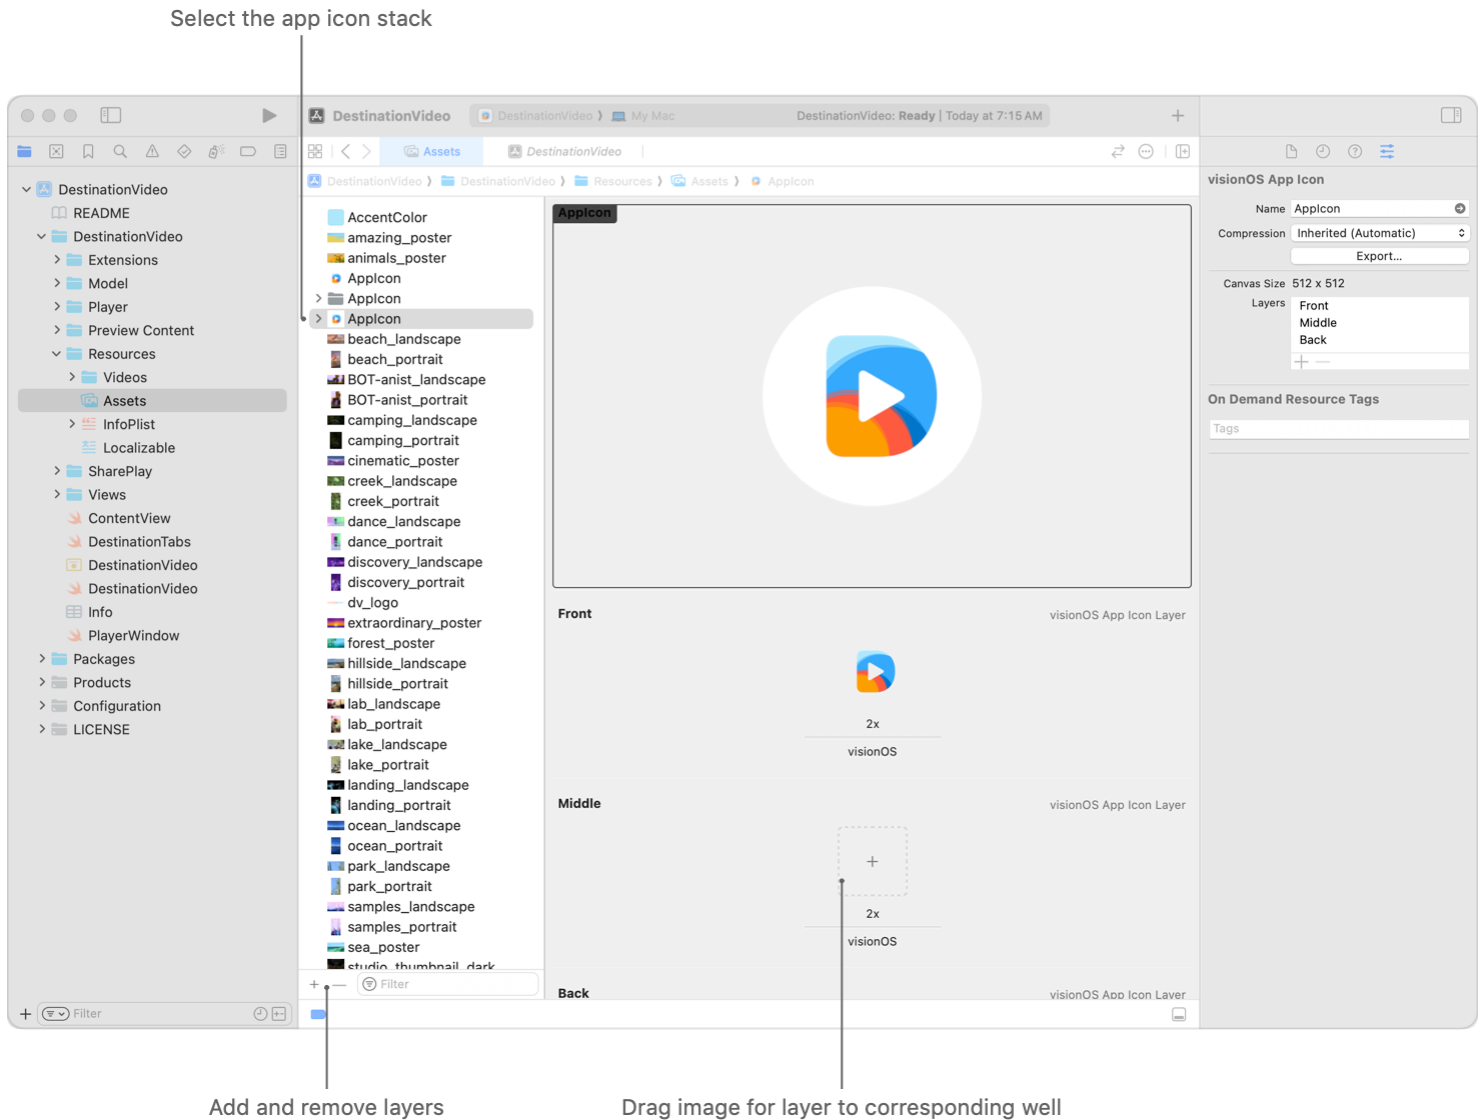 Select the app icon stack
DestinationVideo
DestinationVideo ⟩ My Mac
DestinationVideo: Ready | Today at 7:15 AM
Assets
DestinationVideo
DestinationVideo ⟩ DestinationVideo ⟩ Resources ⟩ Assets ⟩ AppIcon
DestinationVideo
README
DestinationVideo
Extensions
Model
Player
Preview Content
Resources
Videos
Assets
InfoPlist
Localizable
SharePlay
Views
ContentView
DestinationTabs
DestinationVideo
DestinationVideo
Info
PlayerWindow
Packages
Products
Configuration
LICENSE
Filter
AccentColor
amazing_poster
animals_poster
AppIcon
AppIcon
AppIcon
beach_landscape
beach_portrait
BOT-anist_landscape
BOT-anist_portrait
camping_landscape
camping_portrait
cinematic_poster
creek_landscape
creek_portrait
dance_landscape
dance_portrait
discovery_landscape
discovery_portrait
dv_logo
extraordinary_poster
forest_poster
hillside_landscape
hillside_portrait
lab_landscape
lab_portrait
lake_landscape
lake_portrait
landing_landscape
landing_portrait
ocean_landscape
ocean_portrait
park_landscape
park_portrait
samples_landscape
samples_portrait
sea_poster
studio_thumbnail_dark
Filter
AppIcon
Front
visionOS App Icon Layer
2x
visionOS
Middle
visionOS App Icon Layer
2x
visionOS
Back
visionOS App Icon Layer
visionOS App Icon
Name AppIcon
Compression Inherited (Automatic)
Export...
Canvas Size 512 x 512
Layers Front
Middle
Back
On Demand Resource Tags
Tags
Add and remove layers
Drag image for layer to corresponding well